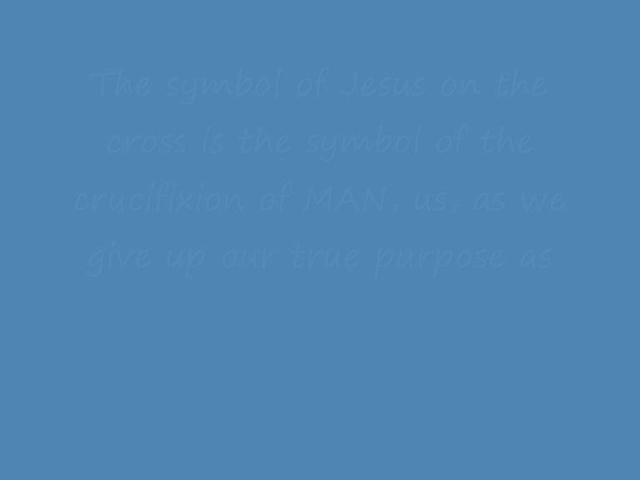 The symbol of Jesus on the
cross is the symbol of the
crucifixion of MAN, us, as we
give up our true purpose as